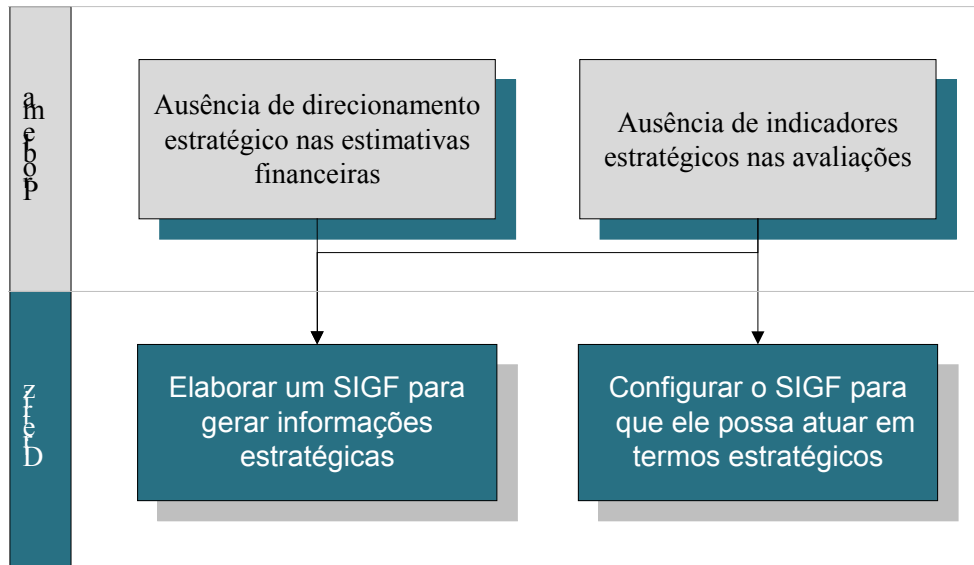 Problema
Ausência de direcionamento
estratégico nas estimativas
financeiras
Ausência de indicadores
estratégicos nas avaliações
Elaborar um SIGF para
gerar informações
estratégicas
Configurar o SIGF para
que ele possa atuar em
termos estratégicos